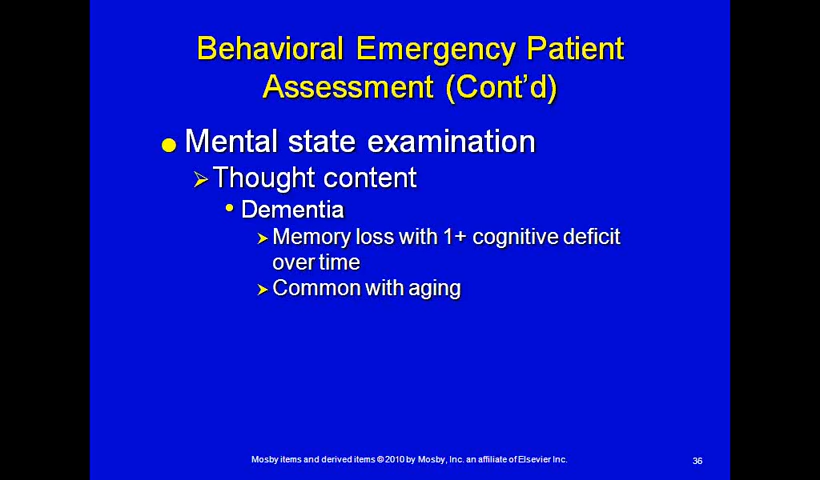 Behavioral Emergency Patient
Assessment (Cont’d)
Mental state examination
Thought content
Dementia
Memory loss with 1+ cognitive deficit
over time
Common with aging
Mosby items and derived items © 2010 by Mosby, Inc. an affiliate of Elsevier Inc.
36